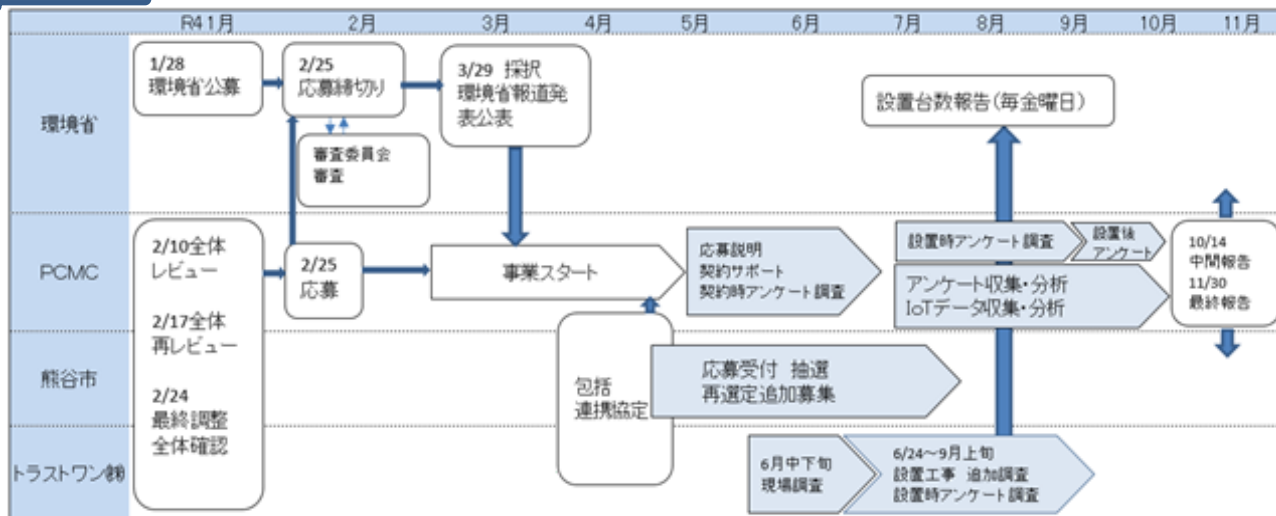 R4 1月 2月 3月 4月 5月 6月 7月 8月 9月 10月 11月
環境省
1/28
環境省公募
2/25
応募締切り
3/29 採択
環境省報道発
表公表
審査委員会
審査
設置台数報告(毎金曜日)
PCMC
2/10全体
レビュー
2/17全体
再レビュー
2/24
最終調整
全体確認
2/25
応募
事業スタート
応募説明
契約サポート
契約時アンケート調査
設置時アンケート調査
設置後
アンケート
アンケート収集・分析
IoTデータ収集・分析
10/14
中間報告
11/30
最終報告
熊谷市
包括
連携協定
応募受付 抽選
再選定追加募集
トラストワン㈱
6月中下旬
現場調査
6/24~9月上旬
設置工事 追加調査
設置時アンケート調査